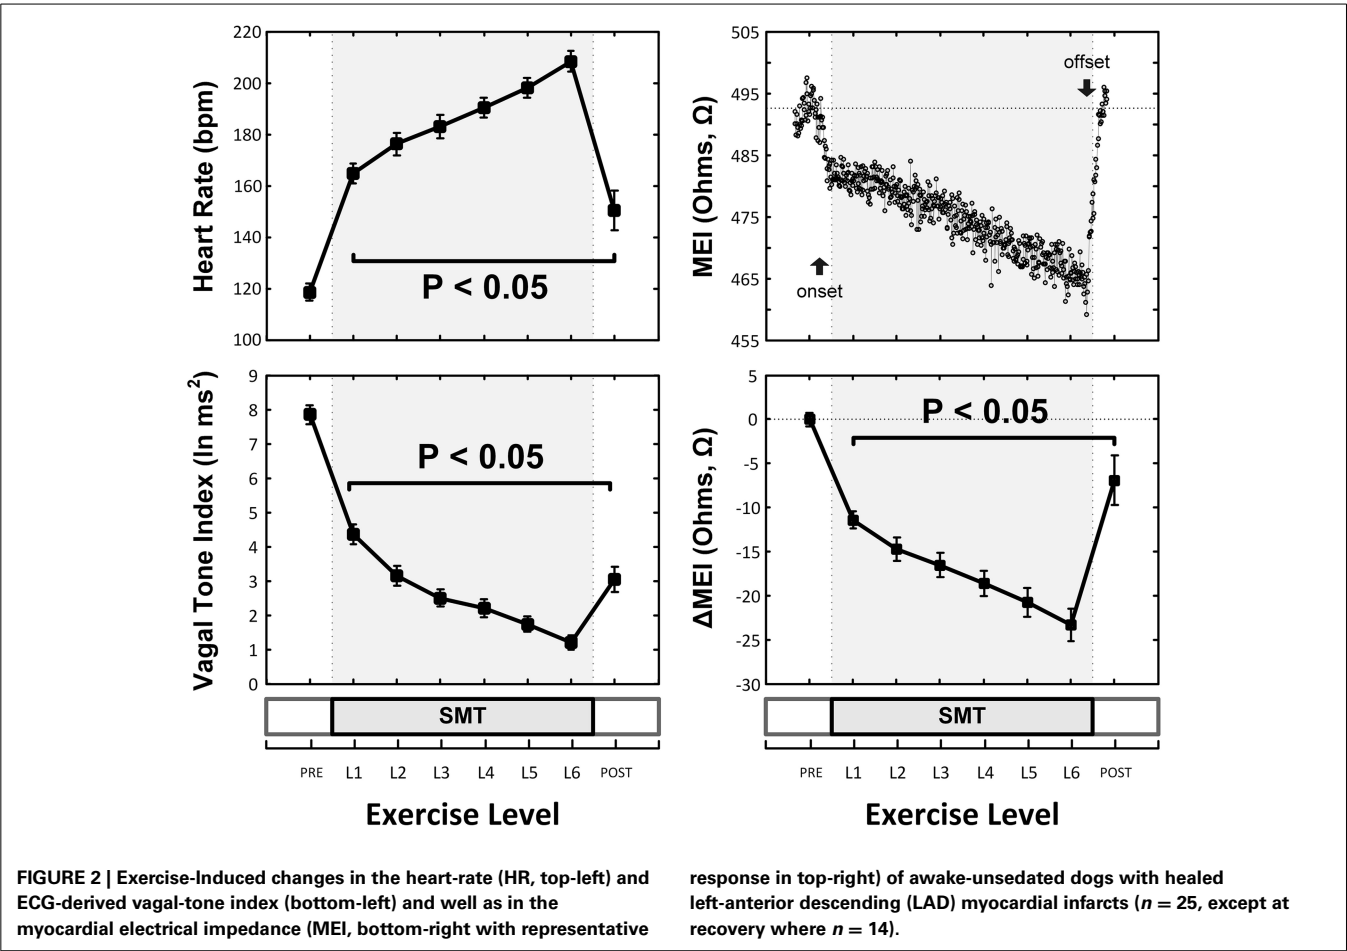 220
200
180
160
140
120
100
Heart Rate (bpm)
P < 0.05
505
495
485
475
465
455
MEI (Ohms, Ω)
offset
onset
9
8
7
6
5
4
3
2
1
0
Vagal Tone Index (ln ms²)
P < 0.05
5
0
-5
-10
-15
-20
-25
-30
ΔMEI (Ohms, Ω)
P < 0.05
SMT
PRE L1 L2 L3 L4 L5 L6 POST
Exercise Level
SMT
PRE L1 L2 L3 L4 L5 L6 POST
Exercise Level
FIGURE 2 | Exercise-Induced changes in the heart-rate (HR, top-left) and
ECG-derived vagal-tone index (bottom-left) and well as in the
myocardial electrical impedance (MEI, bottom-right with representative
response in top-right) of awake-unsedated dogs with healed
left-anterior descending (LAD) myocardial infarcts (n = 25, except at
recovery where n = 14).